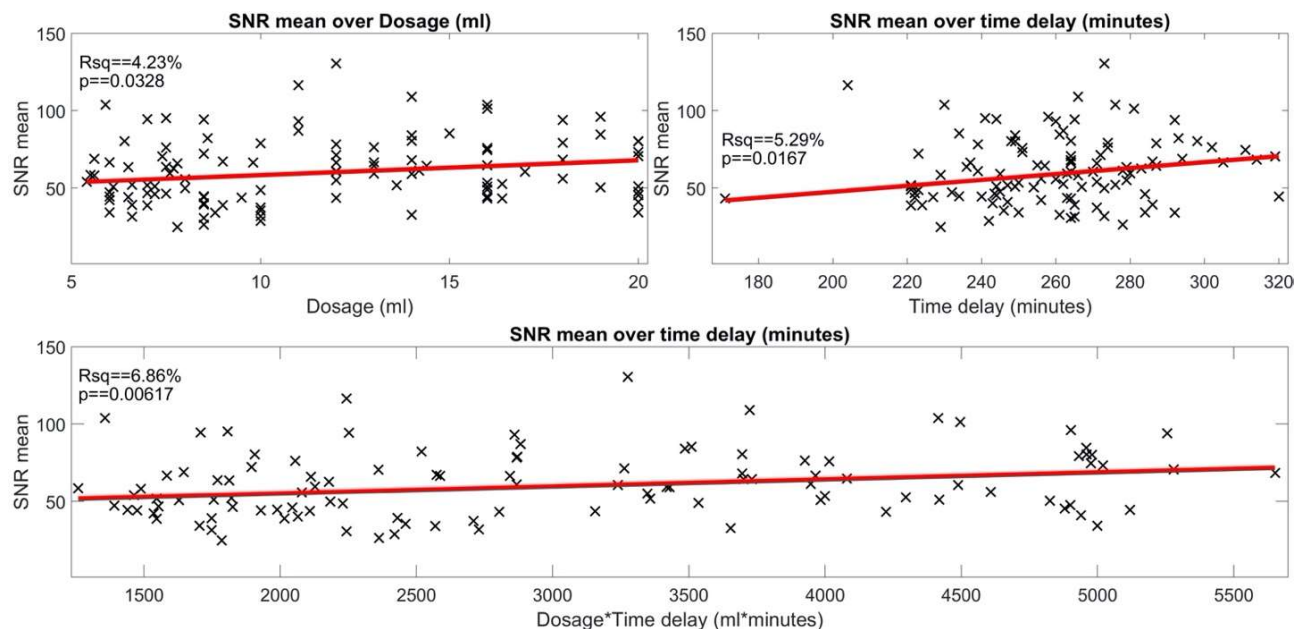 SNR mean over Dosage (ml)
150
100
50
0
SNR mean
Rsq==4.23%
p==0.0328
5
10
15
20
Dosage (ml)
SNR mean over time delay (minutes)
150
100
50
0
SNR mean
Rsq==5.29%
p==0.0167
180
200
220
240
260
280
300
320
Time delay (minutes)
SNR mean over time delay (minutes)
150
100
50
0
SNR mean
Rsq==6.86%
p==0.00617
1500
2000
2500
3000
3500
4000
4500
5000
5500
Dosage*Time delay (ml*minutes)